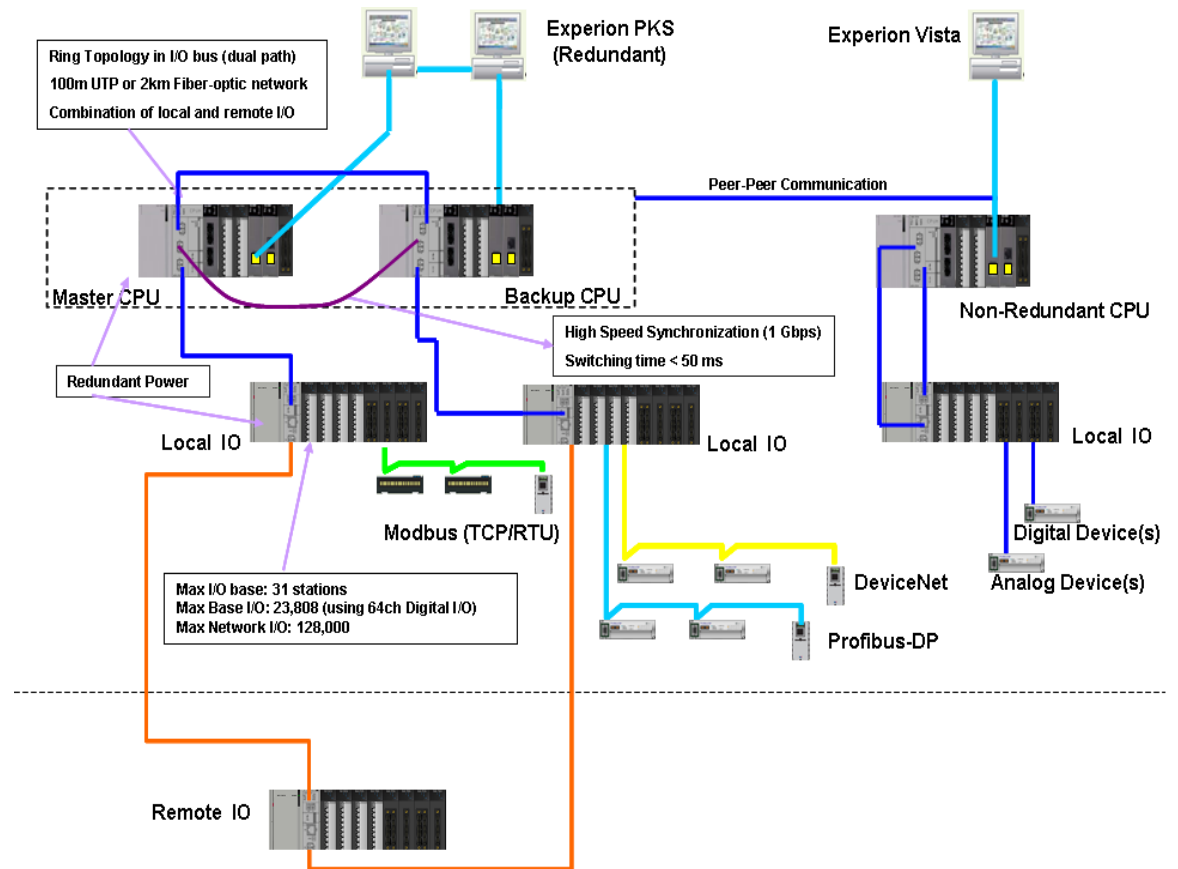 Experion PKS
(Redundant)
Experion Vista
Ring Topology in I/O bus (dual path)
100m UTP or 2km Fiber-optic network
Combination of local and remote I/O
Peer-Peer Communication
Master CPU
Backup CPU
Non-Redundant CPU
High Speed Synchronization (1 Gbps)
Switching time < 50 ms
Redundant Power
Local IO
Local IO
Local IO
Modbus (TCP/RTU)
Digital Device(s)
DeviceNet
Analog Device(s)
Max I/O base: 31 stations
Max Base I/O: 23,808 (using 64ch Digital I/O)
Max Network I/O: 128,000
Profibus-DP
Remote IO